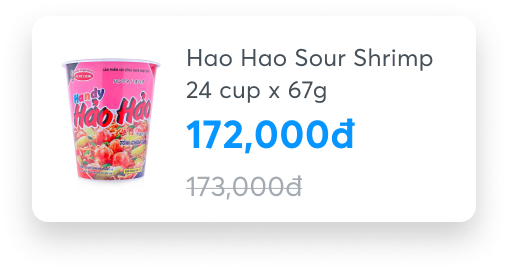 Handy
Hảo Hảo
Hao Hao Sour Shrimp
24 cup x 67g
172,000đ
173,000đ